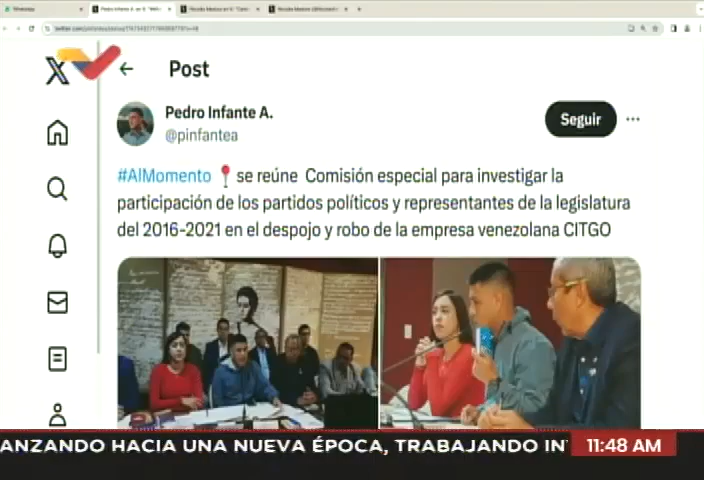 WhatsApp
Post
Pedro Infante A.
@pinfantea
Seguir
#AlMomento se reúne Comisión especial para investigar la
participación de los partidos políticos y representantes de la legislatura
del 2016-2021 en el despojo y robo de la empresa venezolana CITGO
ANZANDO HACIA UNA NUEVA ÉPOCA, TRABAJANDO IN
11:48 AM